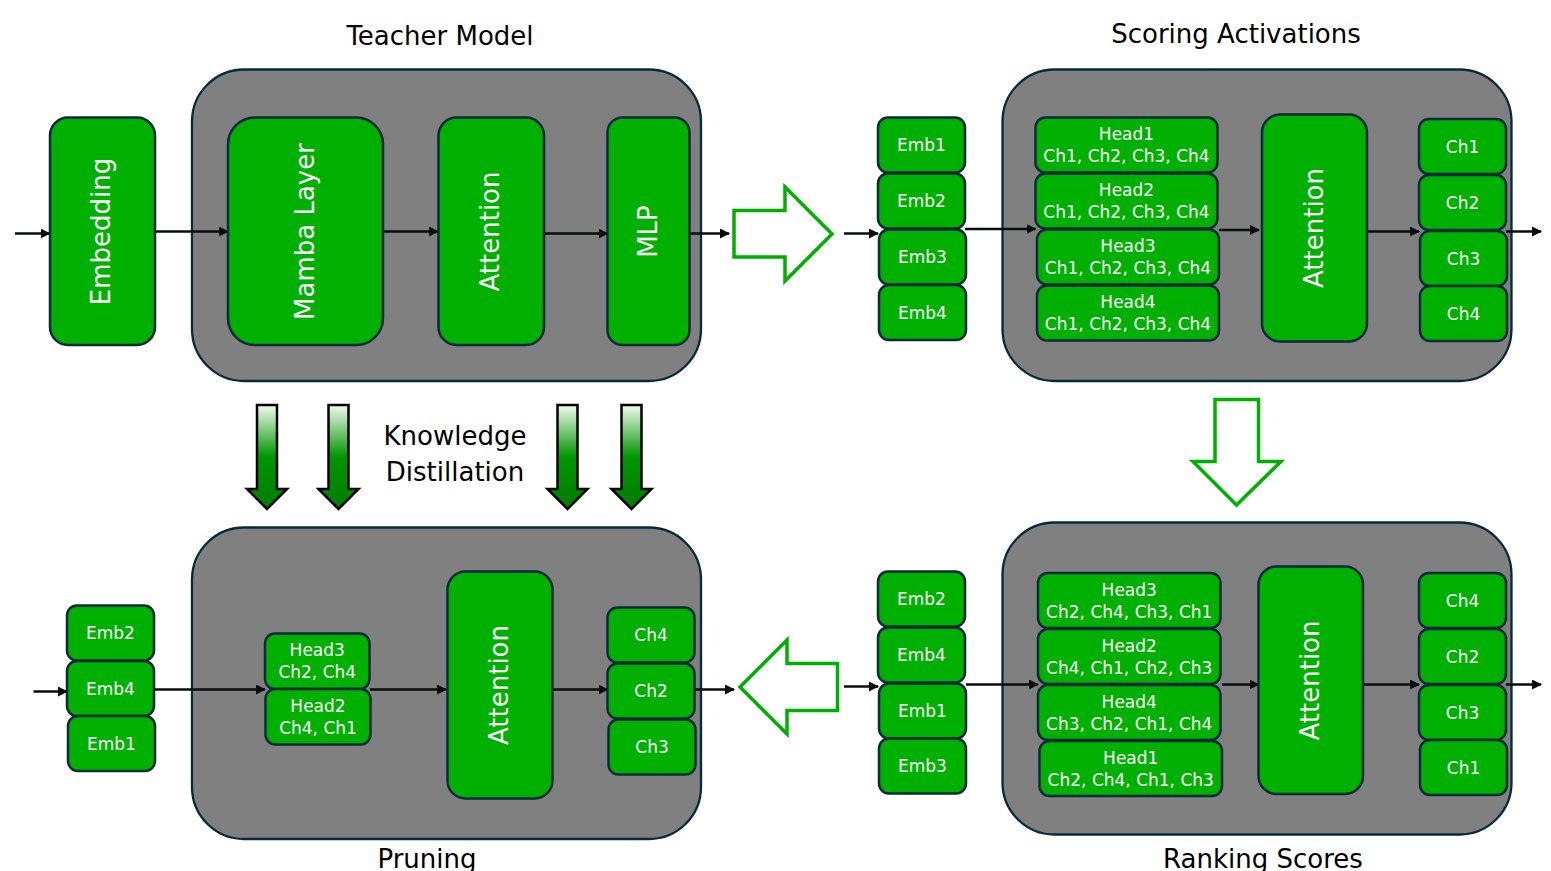 Teacher Model
Embedding
Mamba Layer
Attention
MLP
Scoring Activations
Emb1
Emb2
Emb3
Emb4
Head1
Ch1, Ch2, Ch3, Ch4
Head2
Ch1, Ch2, Ch3, Ch4
Head3
Ch1, Ch2, Ch3, Ch4
Head4
Ch1, Ch2, Ch3, Ch4
Attention
Ch1
Ch2
Ch3
Ch4
Knowledge
Distillation
Emb2
Emb4
Emb1
Head3
Ch2, Ch4
Head2
Ch4, Ch1
Attention
Ch4
Ch2
Ch3
Pruning
Emb2
Emb4
Emb1
Emb3
Head3
Ch2, Ch4, Ch3, Ch1
Head2
Ch4, Ch1, Ch2, Ch3
Head4
Ch3, Ch2, Ch1, Ch4
Head1
Ch2, Ch4, Ch1, Ch3
Attention
Ch4
Ch2
Ch3
Ch1
Ranking Scores